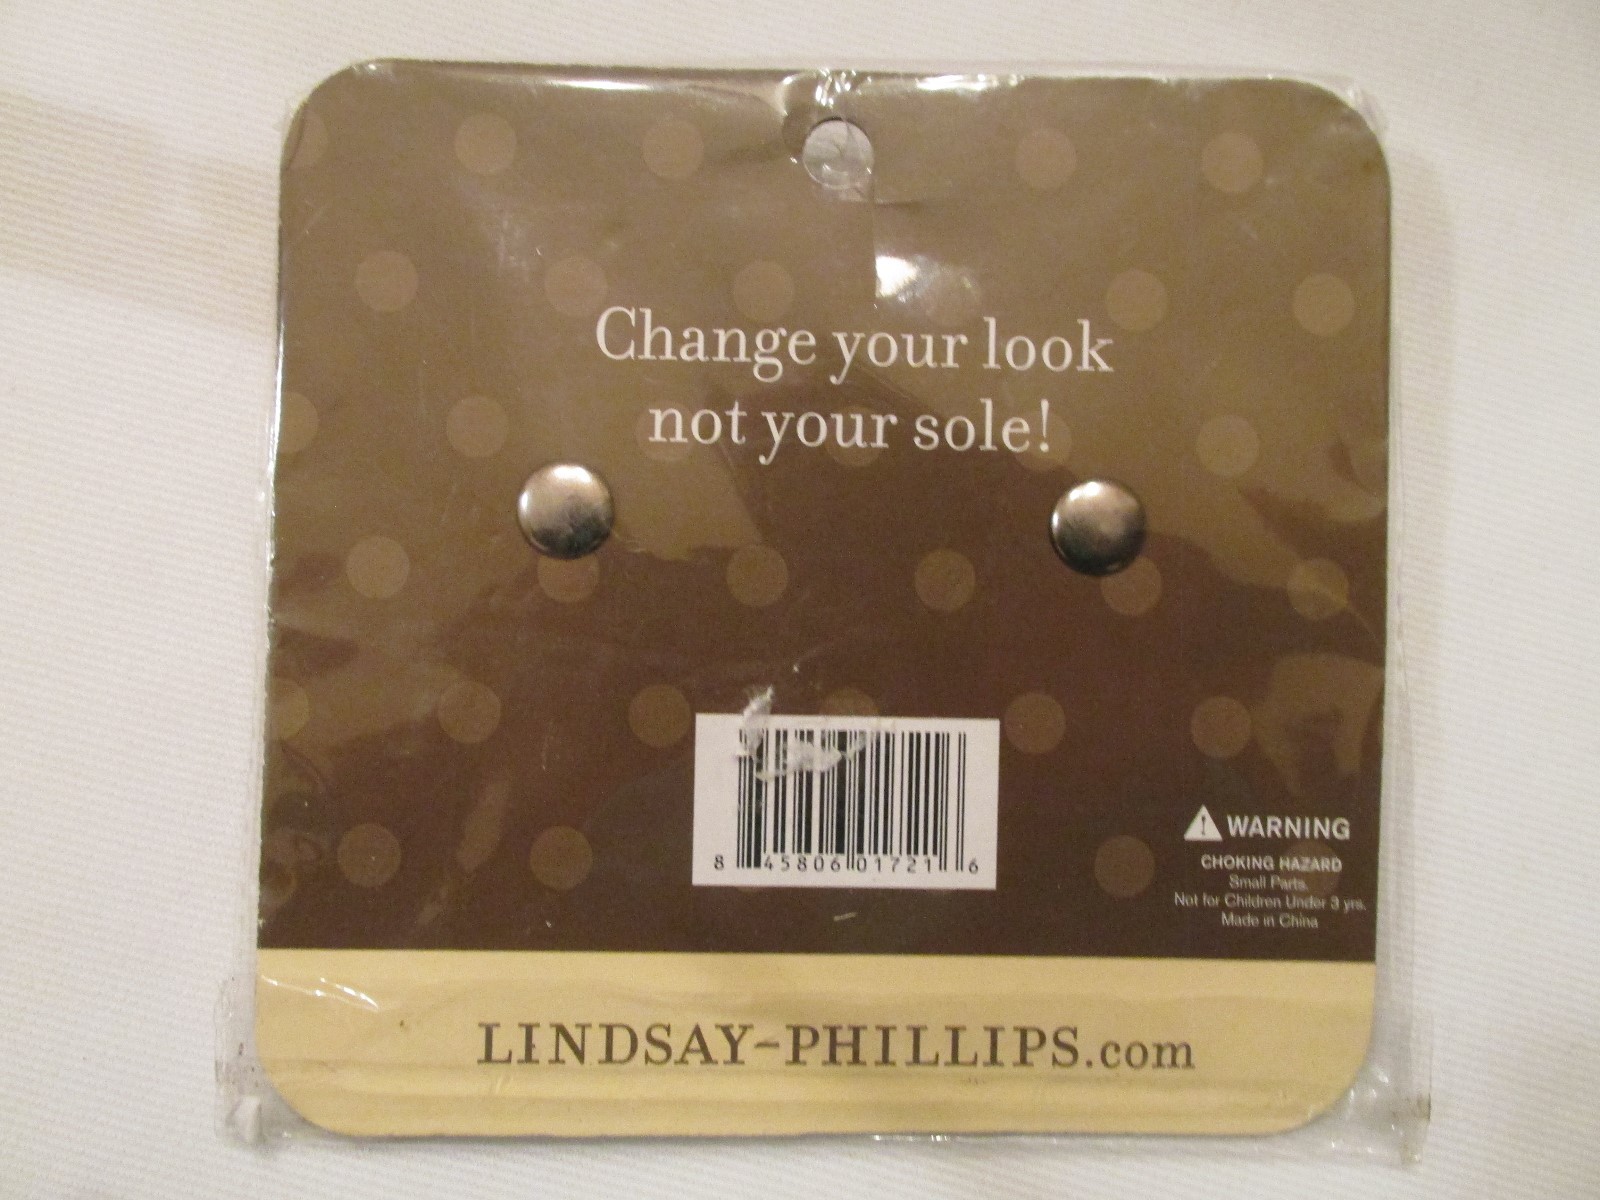 Change your look
not your sole!
8 45806 01721 6
WARNING
CHOKING HAZARD
Small Parts.
Not for Children Under 3 yrs.
Made in China
LINDSAY-PHILLIPS.com